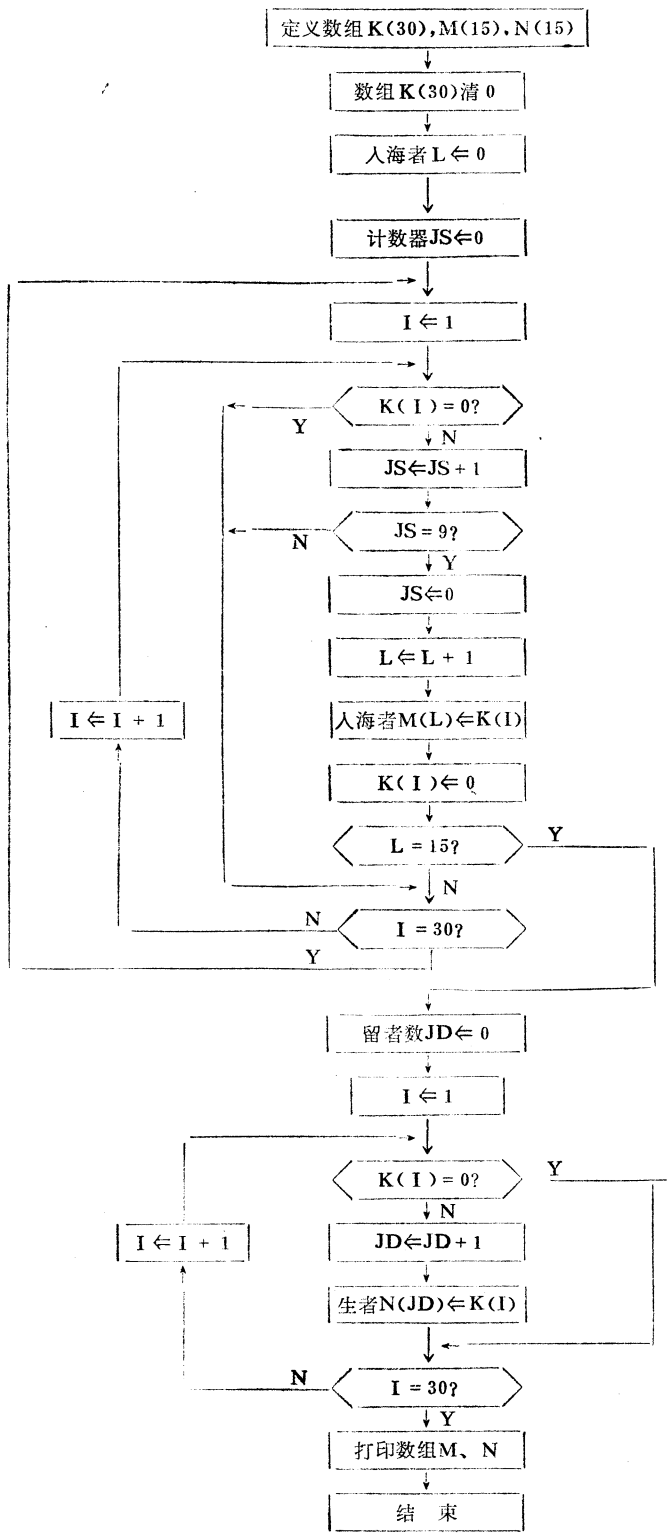 定义数组K(30),M(15),N(15)
数组K(30)清0
人海者L⇐0
计数器JS⇐0
I⇐1
K(I)=0?
Y
N
JS⇐JS+1
JS=9?
N
Y
JS⇐0
L⇐L+1
I⇐I+1
人海者M(L)⇐K(I)
K(I)⇐0
L=15?
Y
N
I=30?
N
Y
留者数JD⇐0
I⇐1
K(I)=0?
Y
N
I⇐I+1
JD⇐JD+1
生者N(JD)⇐K(I)
I=30?
N
Y
打印数组M、N
结 束